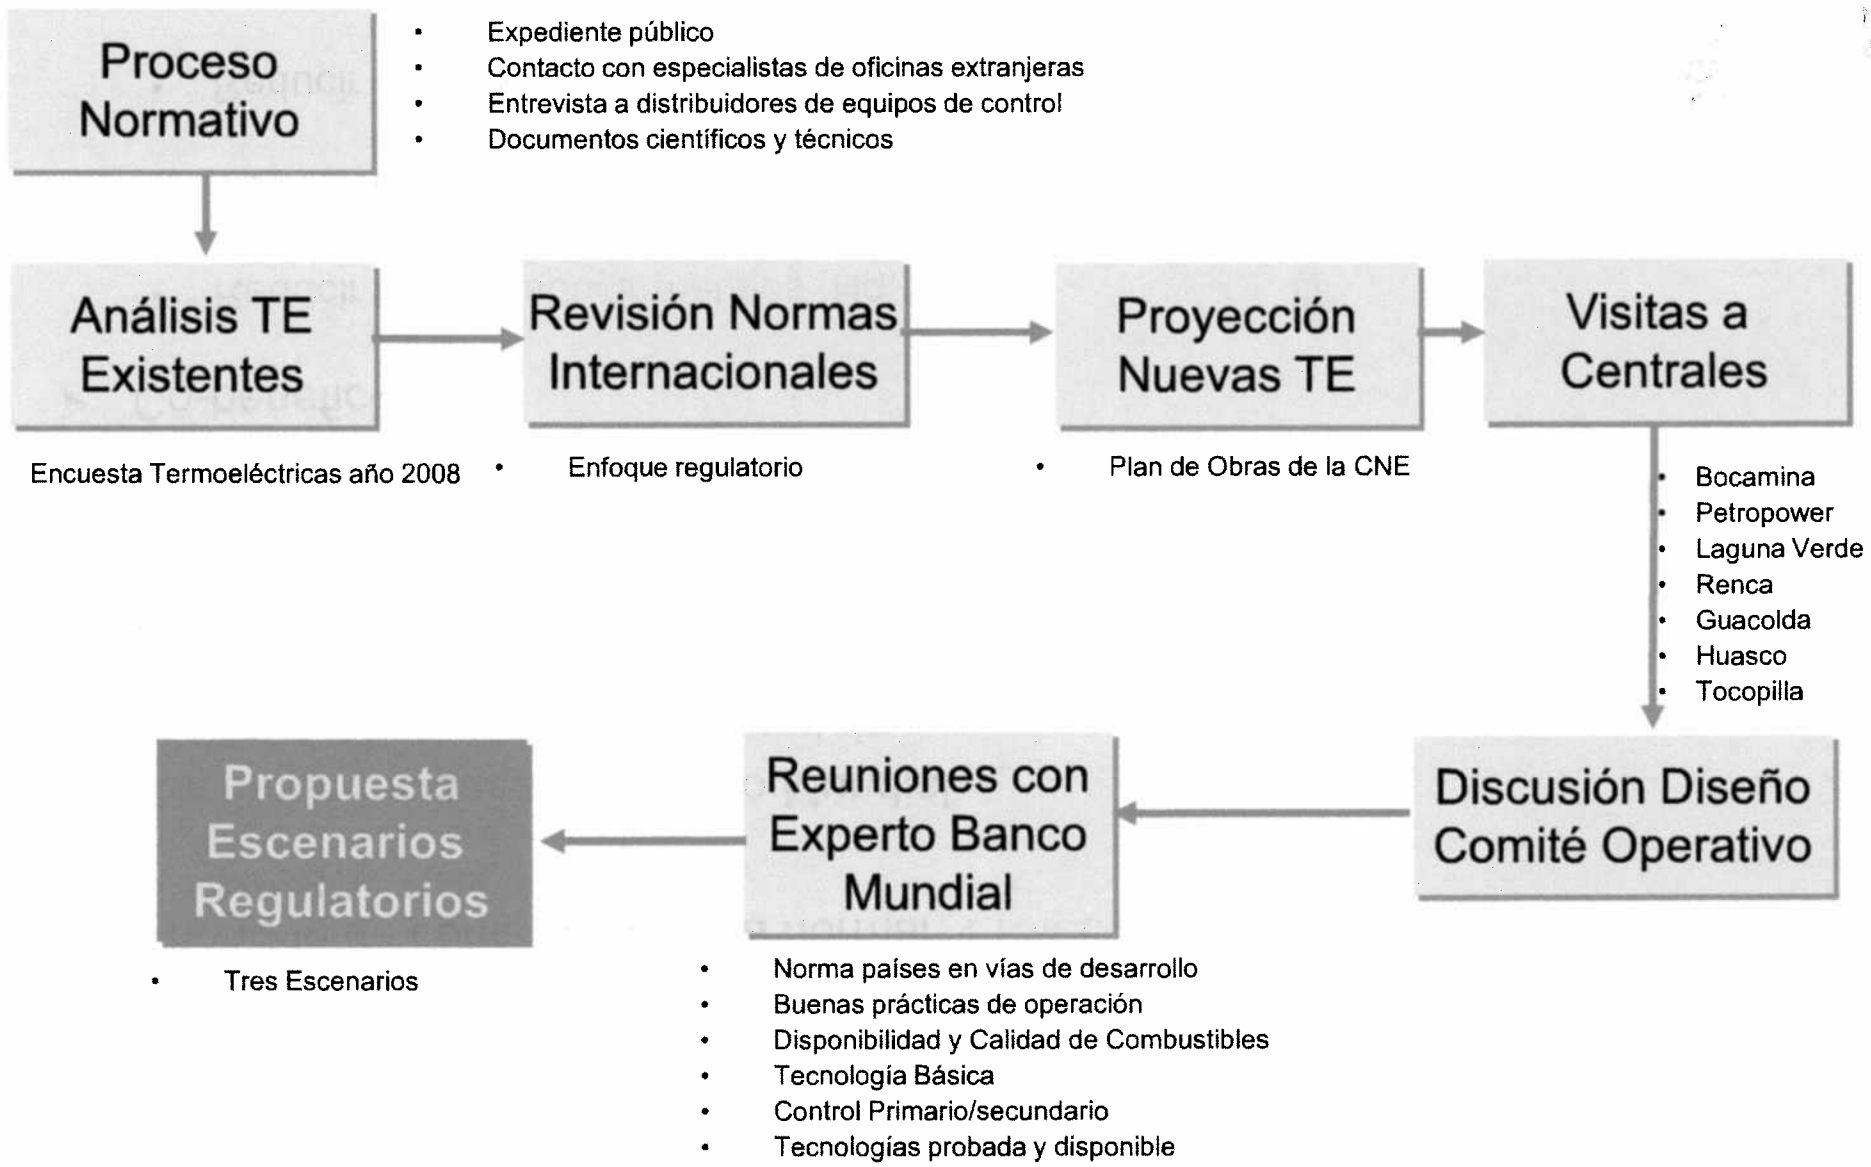 Proceso
Normativo
• Expediente público
• Contacto con especialistas de oficinas extranjeras
• Entrevista a distribuidores de equipos de control
• Documentos científicos y técnicos
Análisis TE
Existentes
Encuesta Termoeléctricas año 2008
Revisión Normas
Internacionales
• Enfoque regulatorio
Proyección
Nuevas TE
• Plan de Obras de la CNE
Visitas a
Centrales
• Bocamina
• Petropower
• Laguna Verde
• Renca
• Guacolda
• Huasco
• Tocopilla
Discusión Diseño
Comité Operativo
Reuniones con
Experto Banco
Mundial
• Norma países en vías de desarrollo
• Buenas prácticas de operación
• Disponibilidad y Calidad de Combustibles
• Tecnología Básica
• Control Primario/secundario
• Tecnologías probada y disponible
Propuesta
Escenarios
Regulatorios
• Tres Escenarios